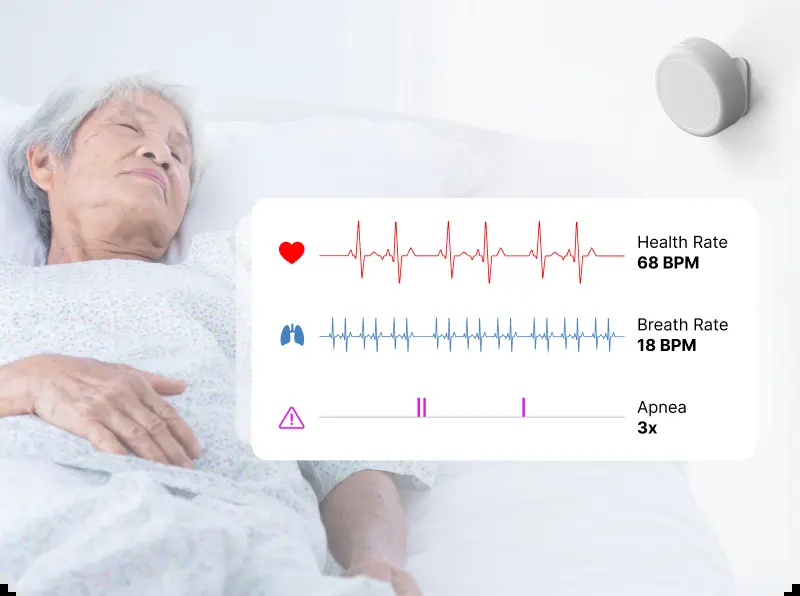 Health Rate
68 BPM
Breath Rate
18 BPM
Apnea
3x